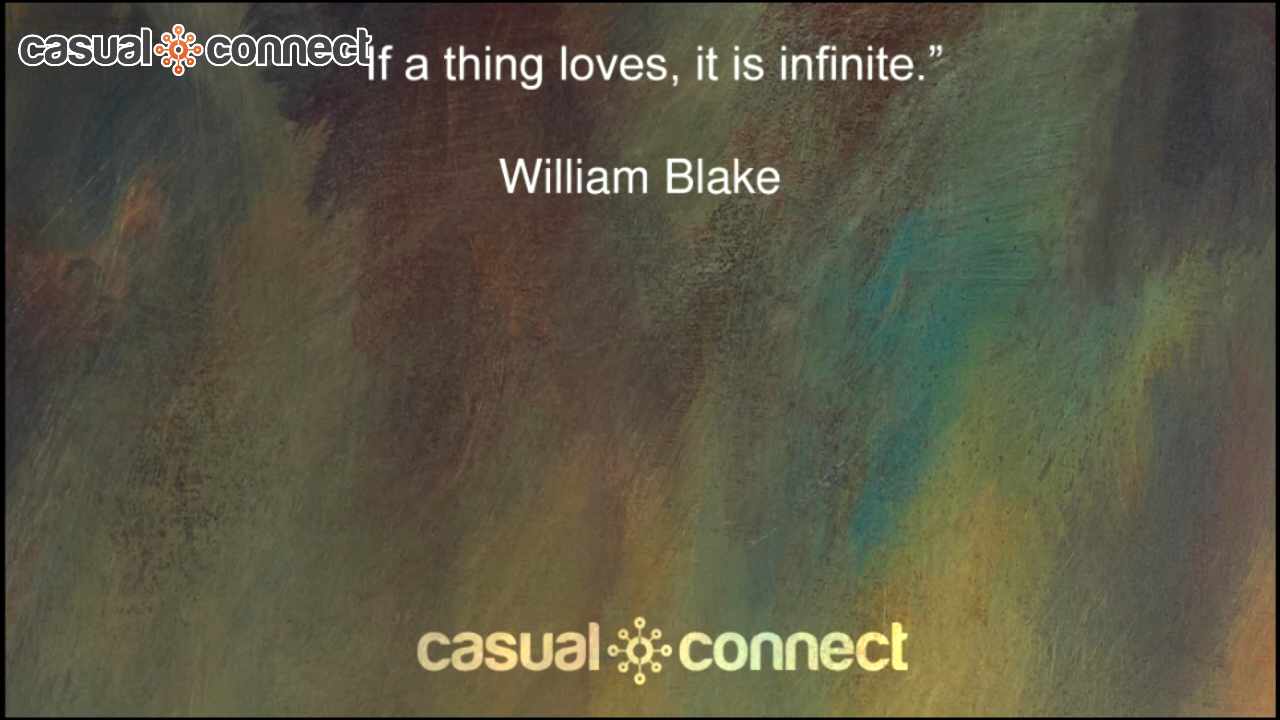 casual connect
If a thing loves, it is infinite.”
William Blake
casual connect